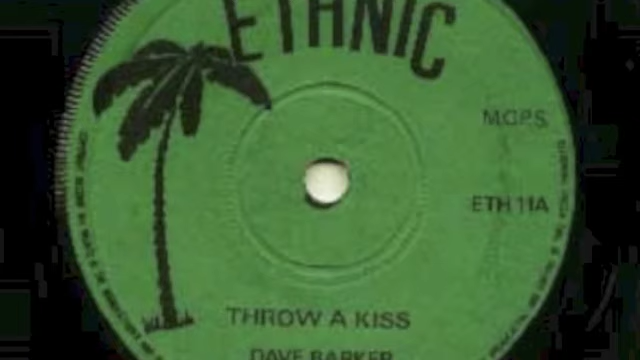 ETHNIC
M.C.P.S.
ETH 11A
THROW A KISS
DAVE BARKER